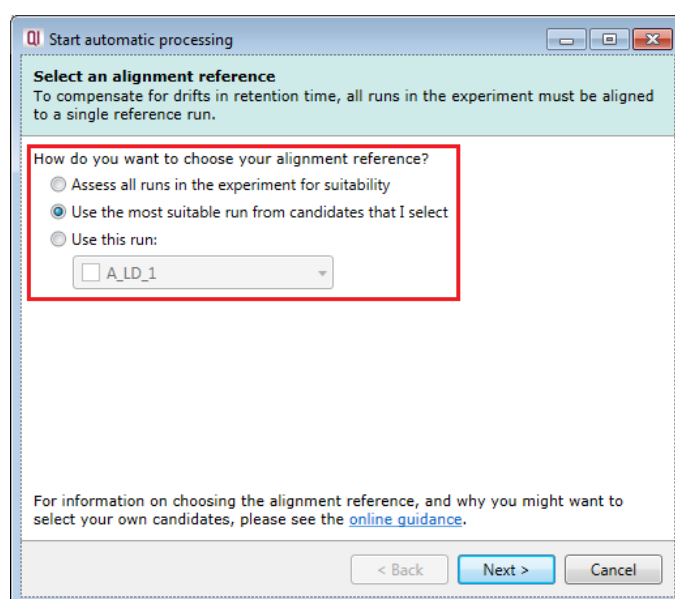 QI Start automatic processing
Select an alignment reference
To compensate for drifts in retention time, all runs in the experiment must be aligned
to a single reference run.
How do you want to choose your alignment reference?
Assess all runs in the experiment for suitability
Use the most suitable run from candidates that I select
Use this run:
A_LD_1
For information on choosing the alignment reference, and why you might want to
select your own candidates, please see the online guidance.
< Back Next > Cancel